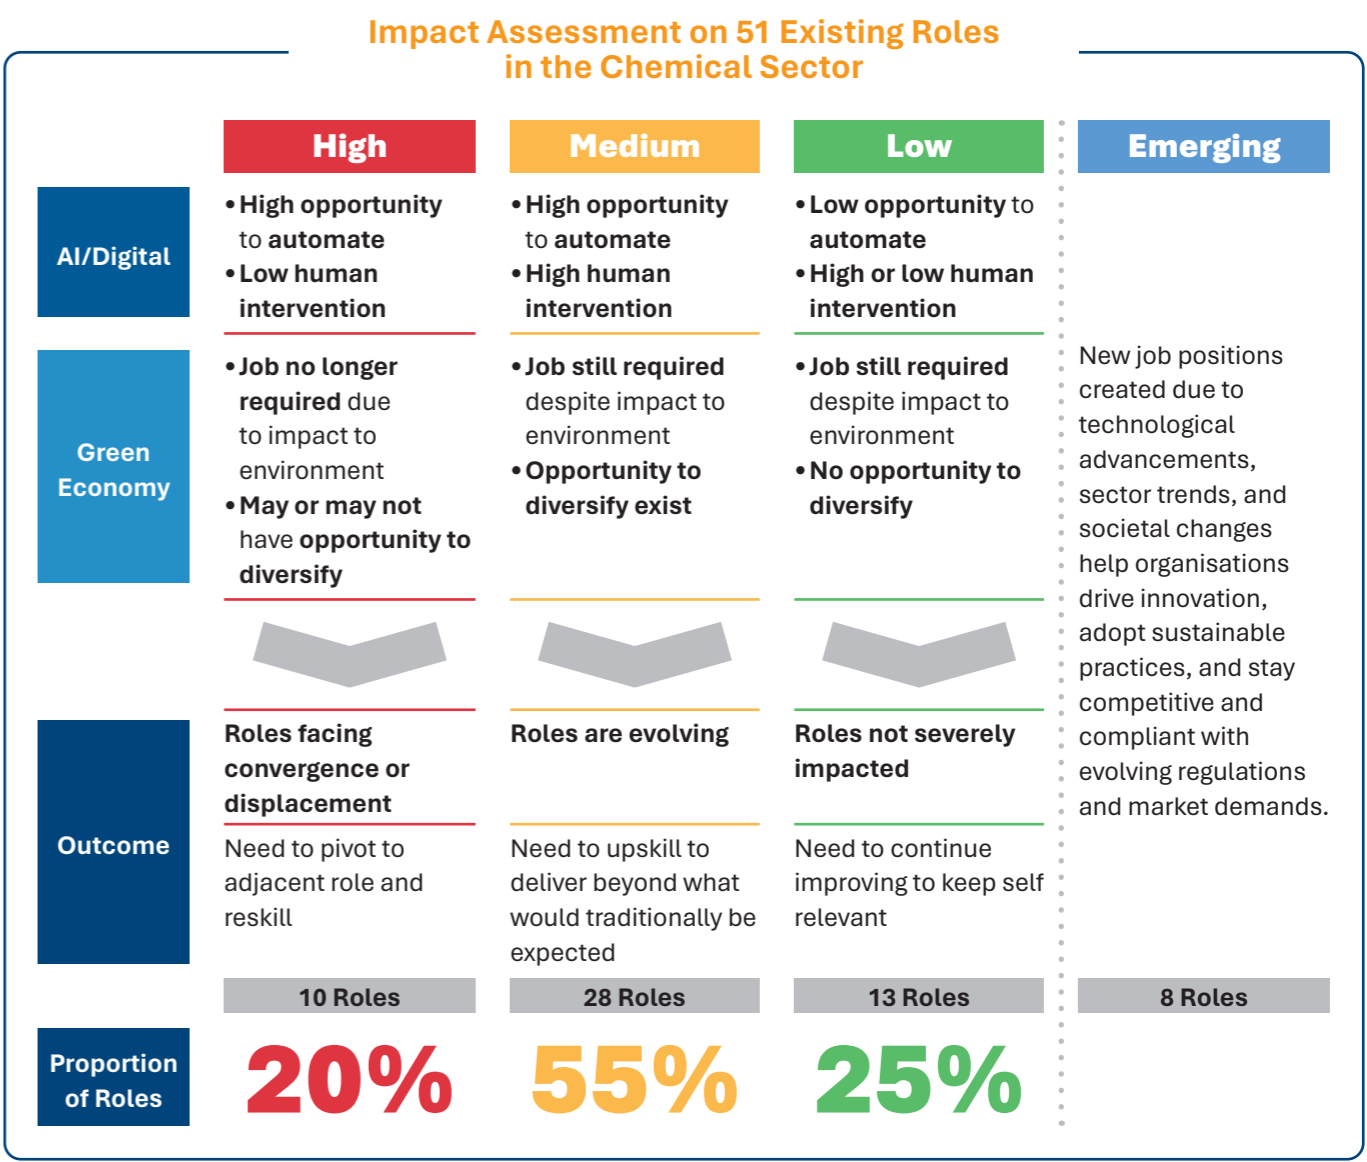 Impact Assessment on 51 Existing Roles
in the Chemical Sector
High
Medium
Low
Emerging
AI/Digital
• High opportunity
to automate
• Low human
intervention
• High opportunity
to automate
• High human
intervention
• Low opportunity to
automate
• High or low human
intervention
Green
Economy
• Job no longer
required due
to impact to
environment
• May or may not
have opportunity to
diversify
• Job still required
despite impact to
environment
• Opportunity to
diversify exist
• Job still required
despite impact to
environment
• No opportunity to
diversify
New job positions
created due to
technological
advancements,
sector trends, and
societal changes
help organisations
drive innovation,
adopt sustainable
practices, and stay
competitive and
compliant with
evolving regulations
and market demands.
Outcome
Roles facing
convergence or
displacement
Need to pivot to
adjacent role and
reskill
Roles are evolving
Need to upskill to
deliver beyond what
would traditionally be
expected
Roles not severely
impacted
Need to continue
improving to keep self
relevant
10 Roles
28 Roles
13 Roles
8 Roles
Proportion
of Roles
20%
55%
25%